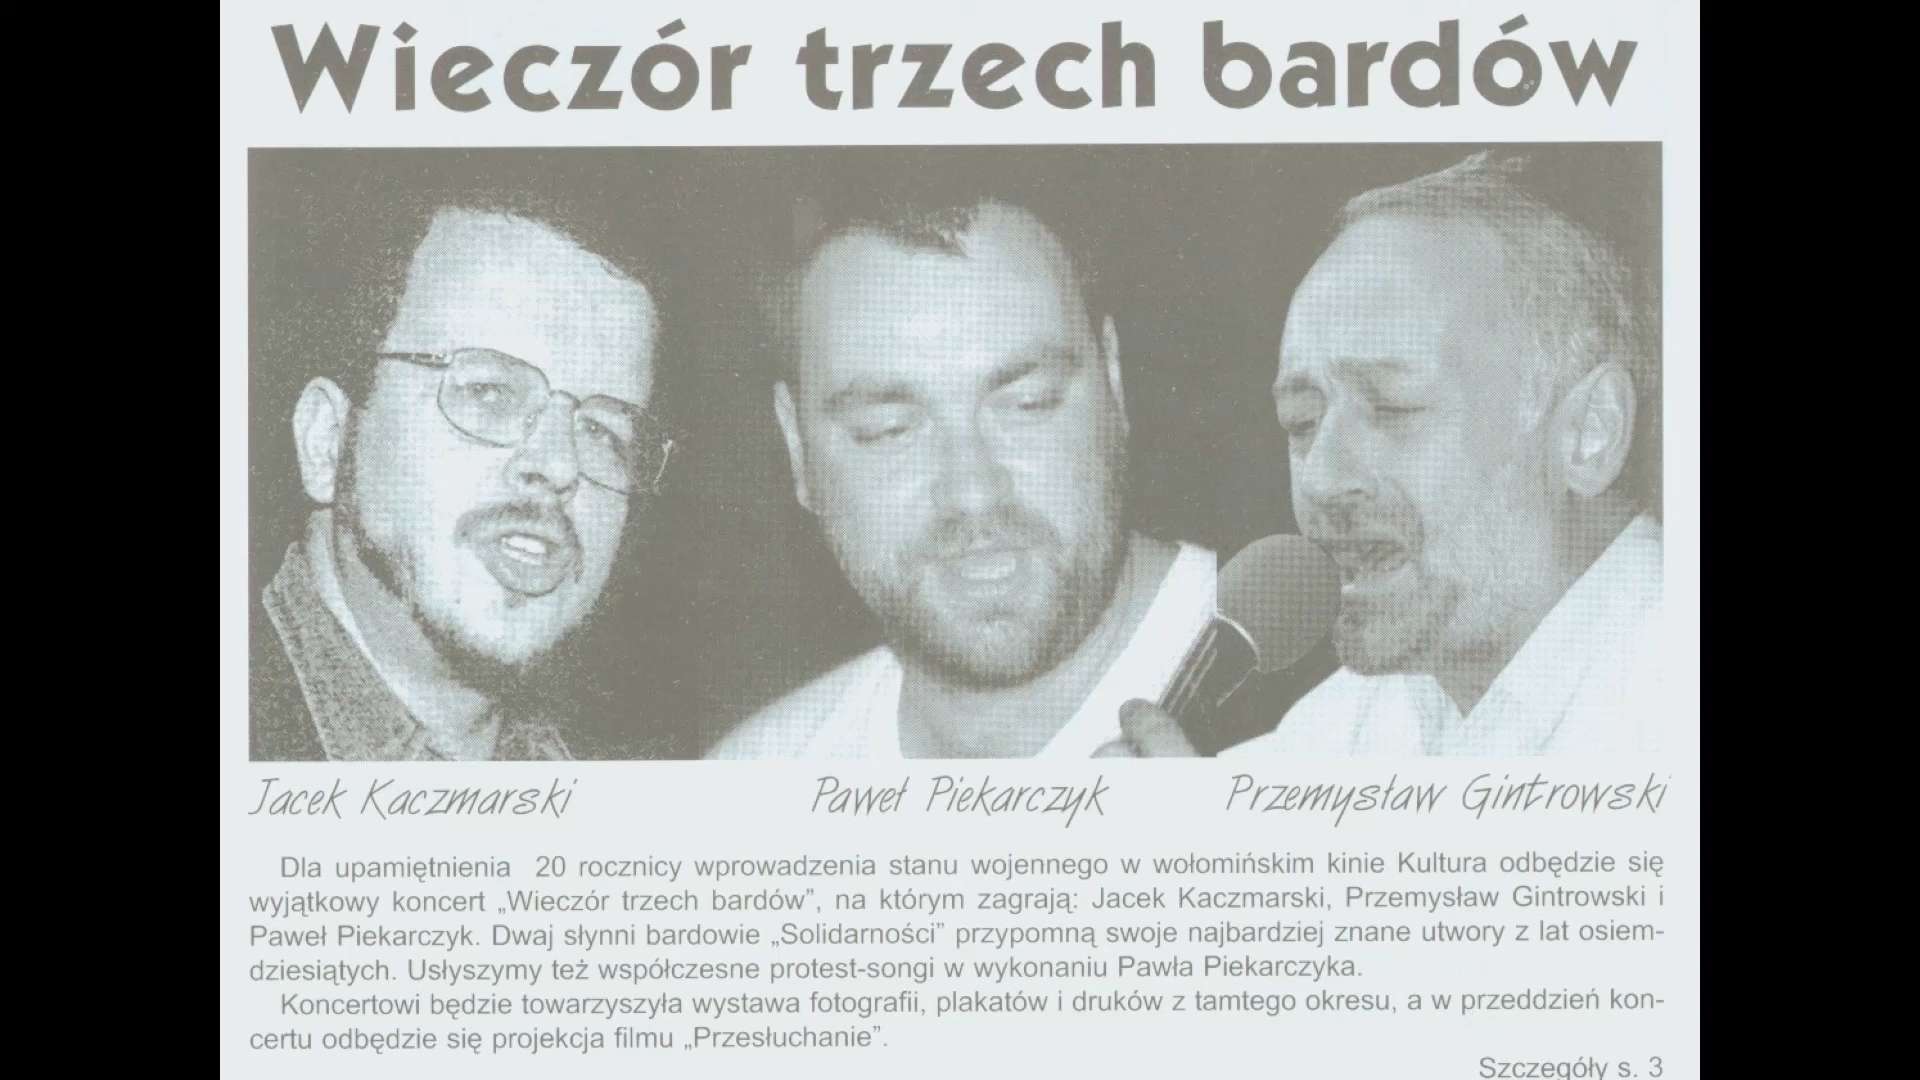 Wieczór trzech bardów
Jacek Kaczmarski
Paweł Piekarczyk
Przemysław Gintrowski
Dla upamiętnienia 20 rocznicy wprowadzenia stanu wojennego w wołomińskim kinie Kultura odbędzie się
wyjątkowy koncert „Wieczór trzech bardów”, na którym zagrają: Jacek Kaczmarski, Przemysław Gintrowski i
Paweł Piekarczyk. Dwaj słynni bardowie „Solidarności” przypomną swoje najbardziej znane utwory z lat osiem-
dziesiątych. Usłyszymy też współczesne protest-songi w wykonaniu Pawła Piekarczyka.
Koncertowi będzie towarzyszyła wystawa fotografii, plakatów i druków z tamtego okresu, a w przeddzień kon-
certu odbędzie się projekcja filmu „Przesłuchanie”.
Szczegóły s. 3